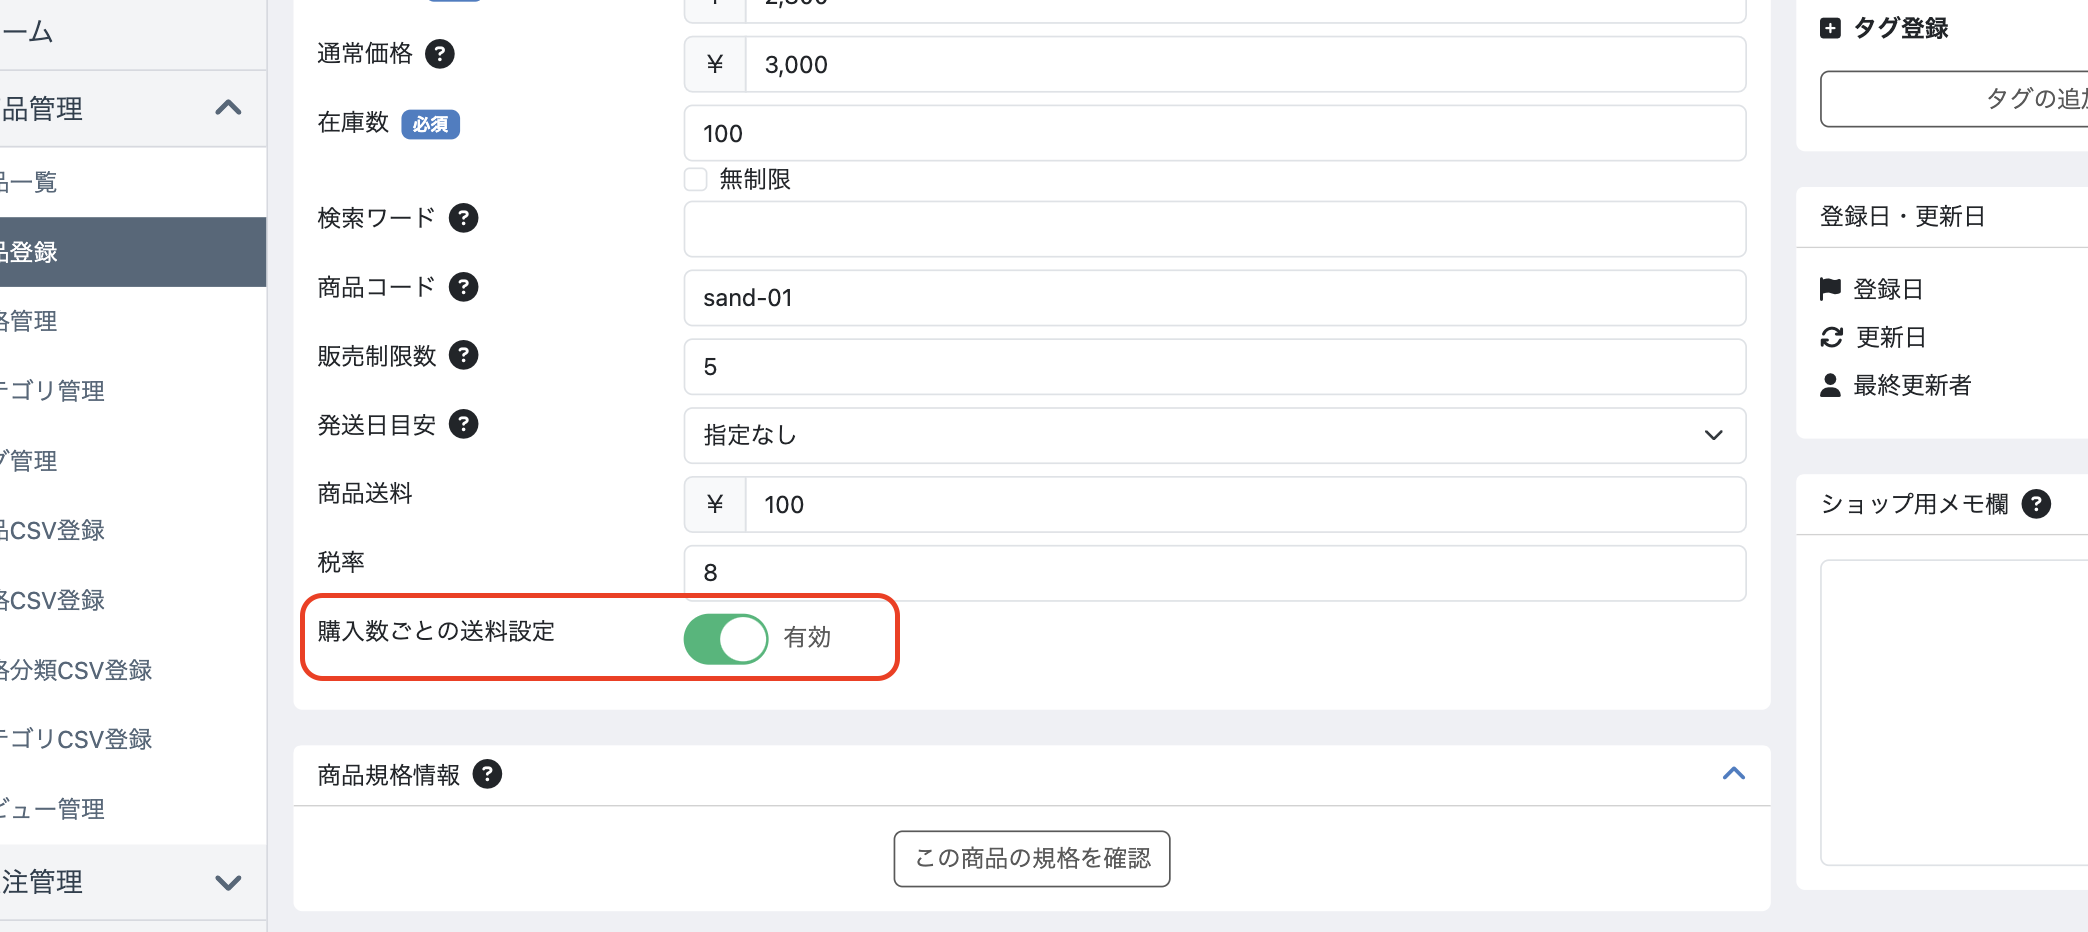 ーム
品管理
品一覧
品登録
格管理
テゴリ管理
グ管理
品CSV登録
格CSV登録
格分類CSV登録
テゴリCSV登録
ビュー管理
注管理
通常価格 ?
¥ 3,000
在庫数 必須
100
無制限
検索ワード ?
商品コード ?
sand-01
販売制限数 ?
5
発送日目安 ?
指定なし
商品送料
¥ 100
税率
8
購入数ごとの送料設定
有効
商品規格情報 ?
この商品の規格を確認
タグ登録
タグの追加
登録日・更新日
登録日
更新日
最終更新者
ショップ用メモ欄 ?